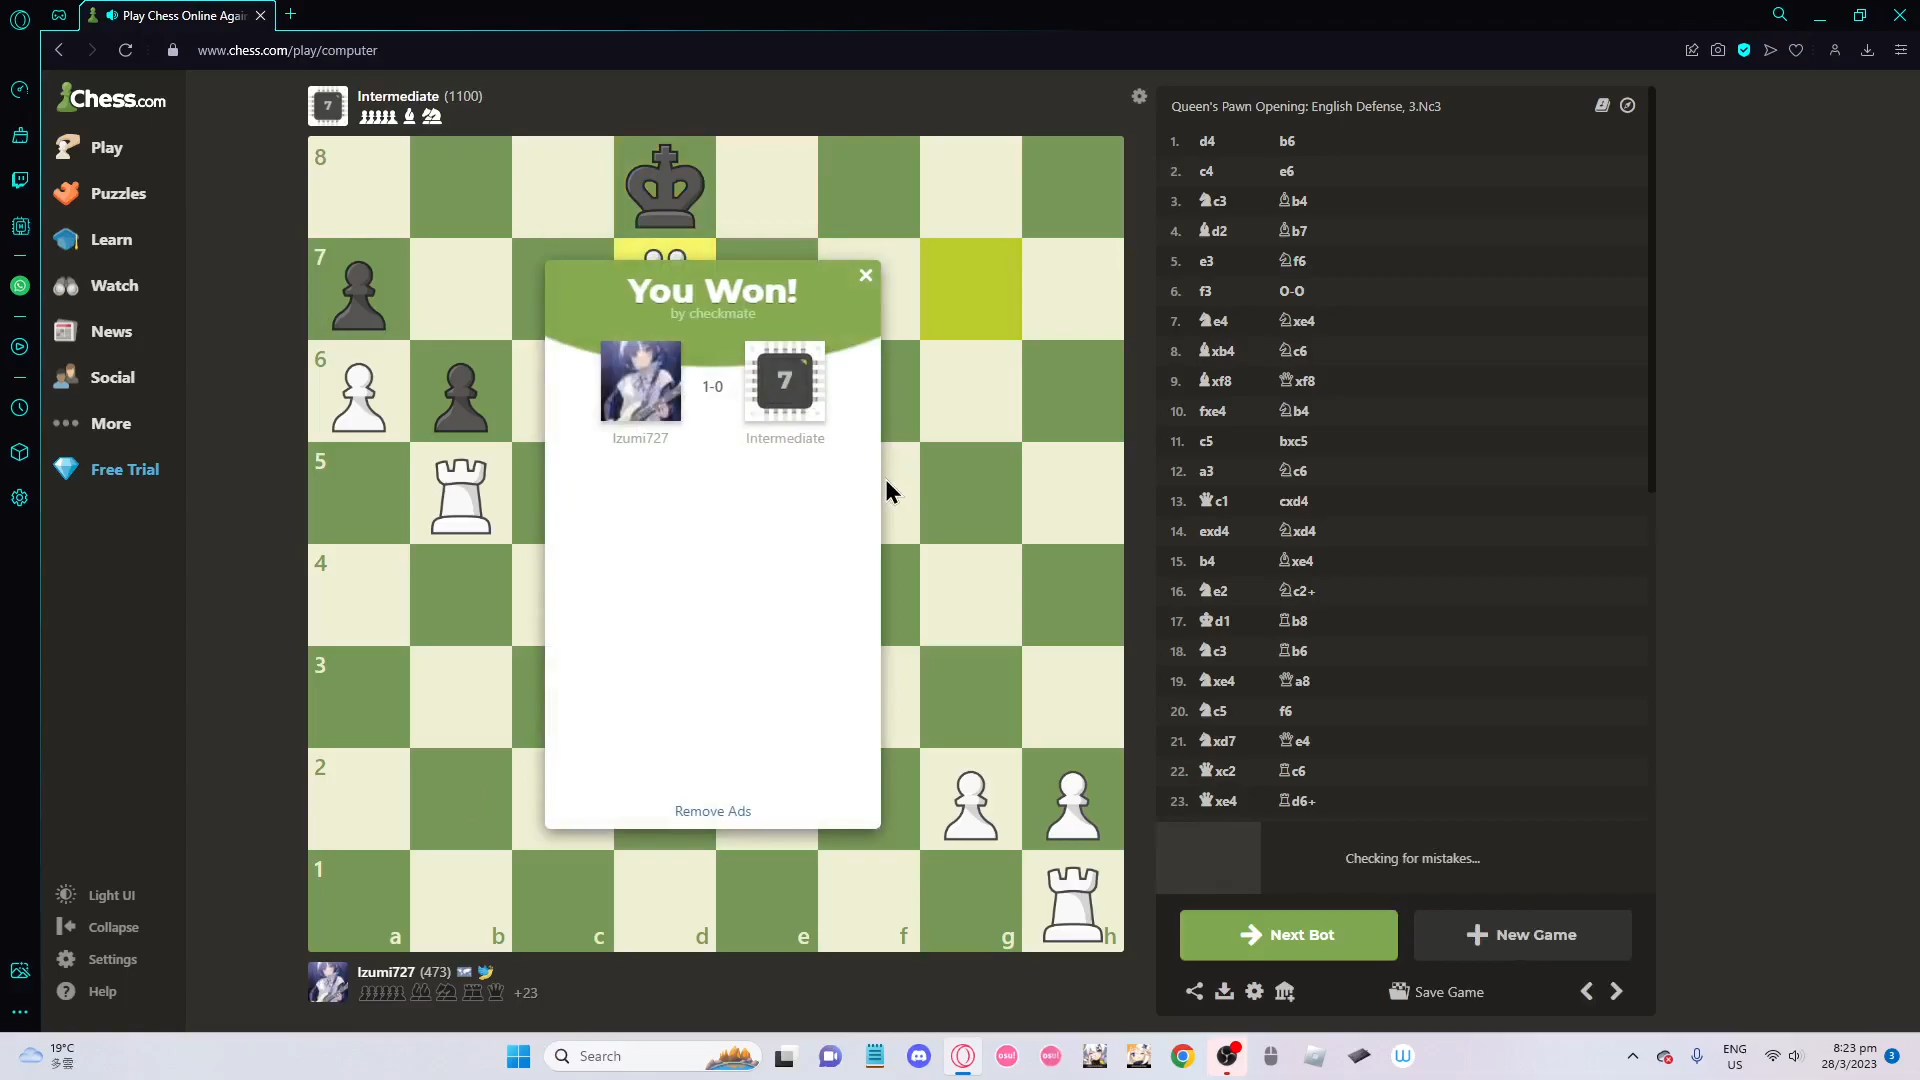 Play Chess Online Again
www.chess.com/play/computer
Chess.com
Play
Puzzles
Learn
Watch
News
Social
More
Free Trial
Light UI
Collapse
Settings
Help
7
Intermediate (1100)
8
7
6
5
4
3
2
1
a b c d e f g h
You Won!
by checkmate
1-0
7
Izumi727
Intermediate
Remove Ads
Izumi727 (473)
+23
Queen's Pawn Opening: English Defense, 3.Nc3
1. d4 b6
2. c4 e6
3. c3 b4
4. d2 b7
5. e3 f6
6. f3 O-O
7. e4 xe4
8. xb4 c6
9. xf8 xf8
10. fxe4 b4
11. c5 bxc5
12. a3 c6
13. c1 cxd4
14. exd4 xd4
15. b4 xe4
16. e2 c2+
17. d1 b8
18. c3 b6
19. xe4 a8
20. c5 f6
21. xd7 e4
22. xc2 c6
23. xe4 d6+
Checking for mistakes...
Next Bot
New Game
Save Game
19°C
多雲
Search
osu!
osu!
W
ENG
US
8:23 pm
28/3/2023
3